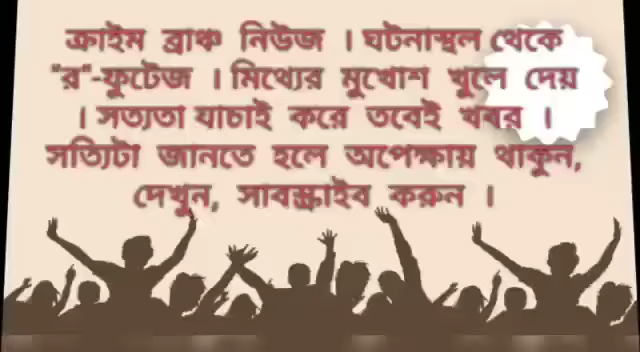 ক্রাইম ব্রাঞ্চ নিউজ । ঘটনাস্থল থেকে
"র"-ফুটেজ । মিথ্যের মুখোশ খুলে দেয়
। সত্যতা যাচাই করে তবেই খবর ।
সত্যিটা জানতে হলে অপেক্ষায় থাকুন,
দেখুন, সাবস্ক্রাইব করুন ।